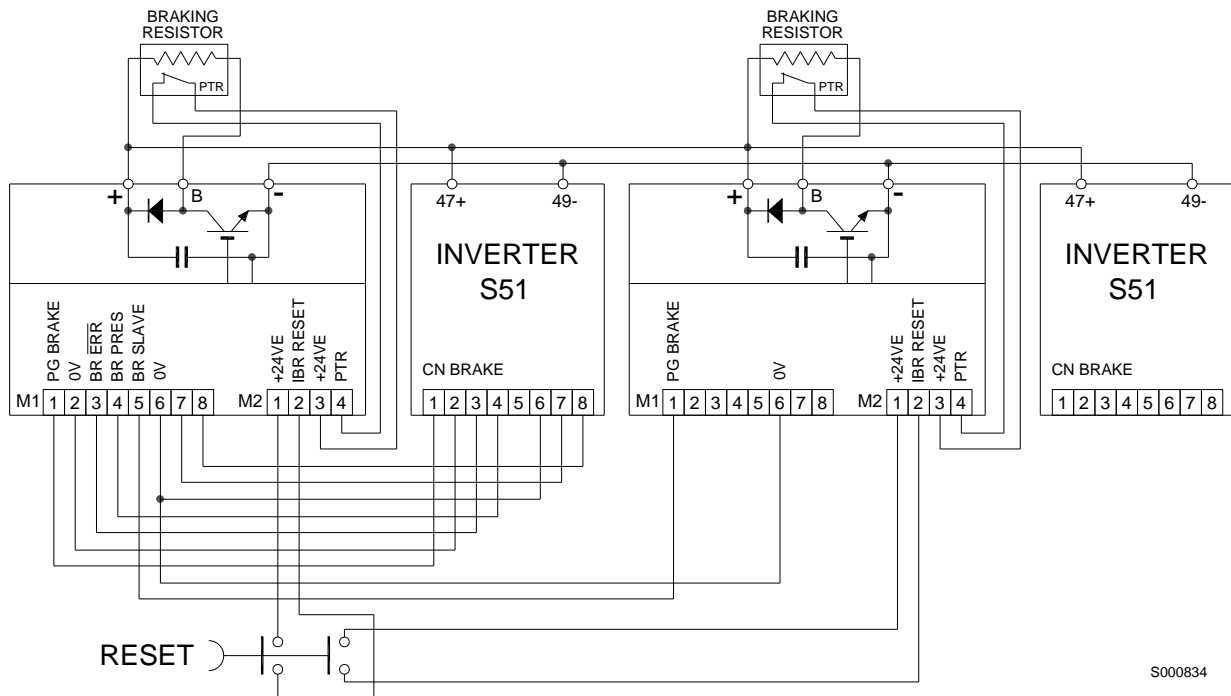 BRAKING
RESISTOR
PTR
BRAKING
RESISTOR
PTR
+ B -
47+ 49-
+ B -
47+ 49-
INVERTER
S51
INVERTER
S51
PG BRAKE
0V
BR ERR
BR PRES
BR SLAVE
0V
+24VE
IBR RESET
+24VE
PTR
CN BRAKE
PG BRAKE
0V
+24VE
IBR RESET
+24VE
PTR
CN BRAKE
M1 1 2 3 4 5 6 7 8
M2 1 2 3 4
1 2 3 4 5 6 7 8
M1 1 2 3 4 5 6 7 8
M2 1 2 3 4
1 2 3 4 5 6 7 8
RESET
S000834